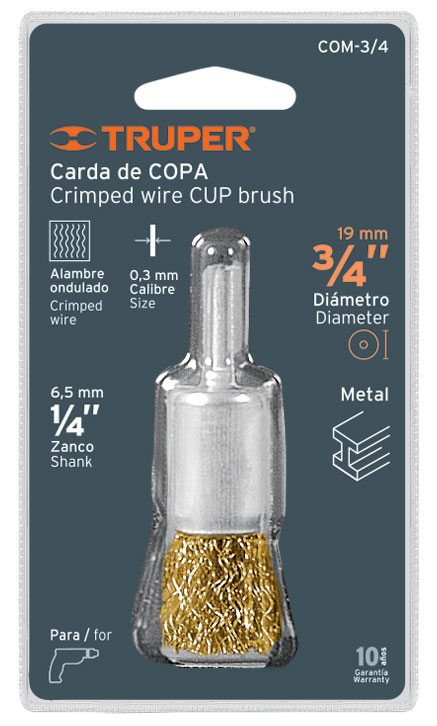 COM-3/4
TRUPER®
Carda de COPA
Crimped wire CUP brush
Alambre
ondulado
Crimped
wire
0,3 mm
Calibre
Size
19 mm
3/4"
Diámetro
Diameter
6,5 mm
1/4"
Zanco
Shank
Metal
Para / for
10 años
Garantía
Warranty